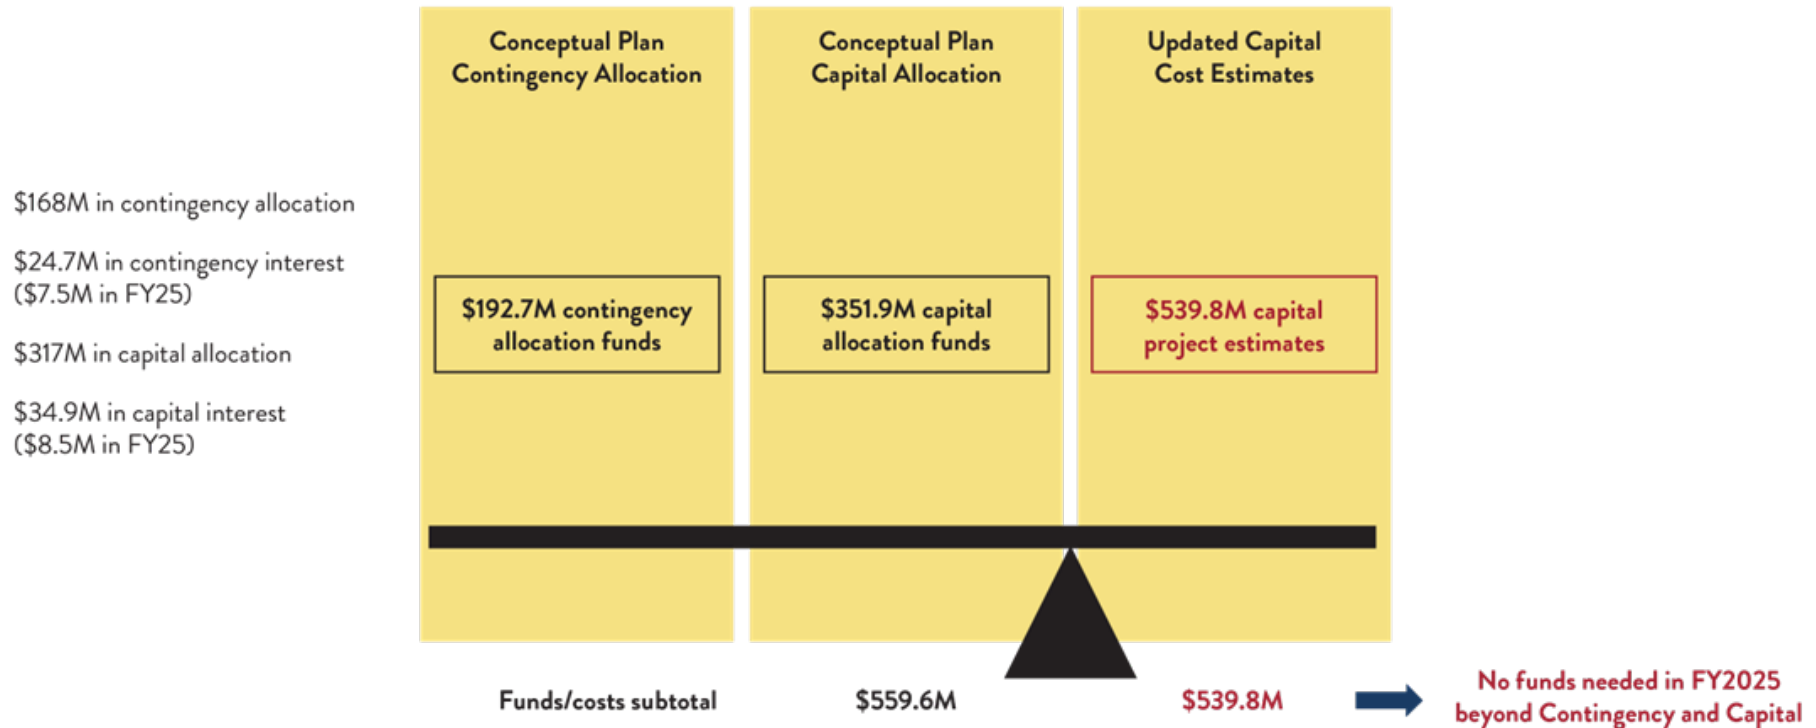 Conceptual Plan
Contingency Allocation
Conceptual Plan
Capital Allocation
Updated Capital
Cost Estimates
$168M in contingency allocation
$24.7M in contingency interest
($7.5M in FY25)
$317M in capital allocation
$34.9M in capital interest
($8.5M in FY25)
$192.7M contingency
allocation funds
$351.9M capital
allocation funds
$539.8M capital
project estimates
Funds/costs subtotal
$559.6M
$539.8M
No funds needed in FY2025
beyond Contingency and Capital